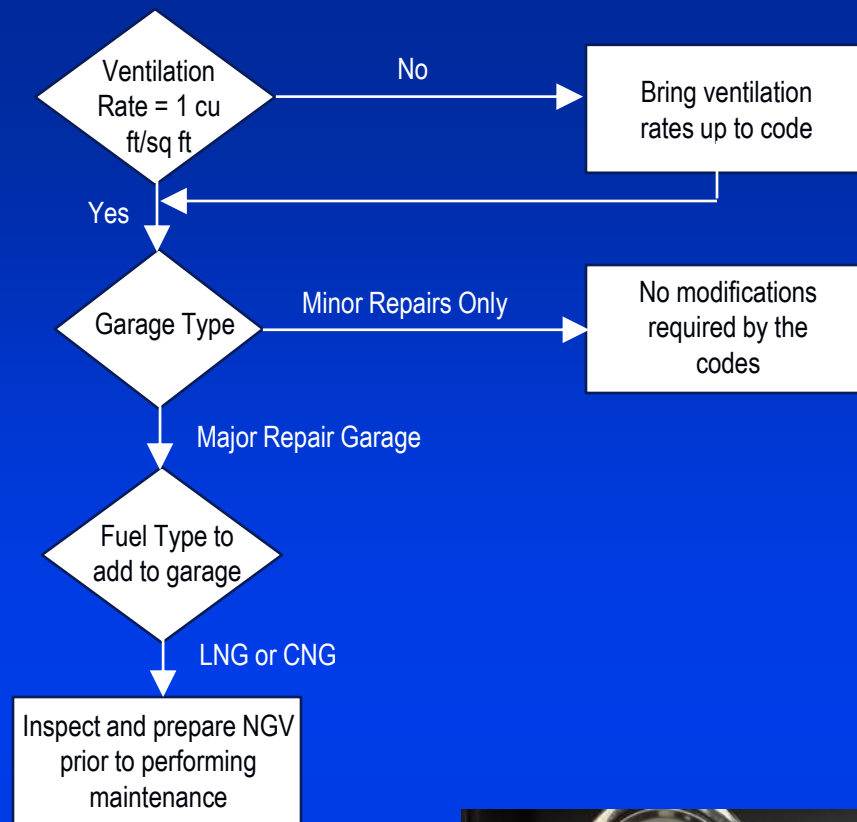 Ventilation
Rate = 1 cu
ft/sq ft
No
Bring ventilation
rates up to code
Yes
Garage Type
Minor Repairs Only
No modifications
required by the
codes
Major Repair Garage
Fuel Type to
add to garage
LNG or CNG
Inspect and prepare NGV
prior to performing
maintenance